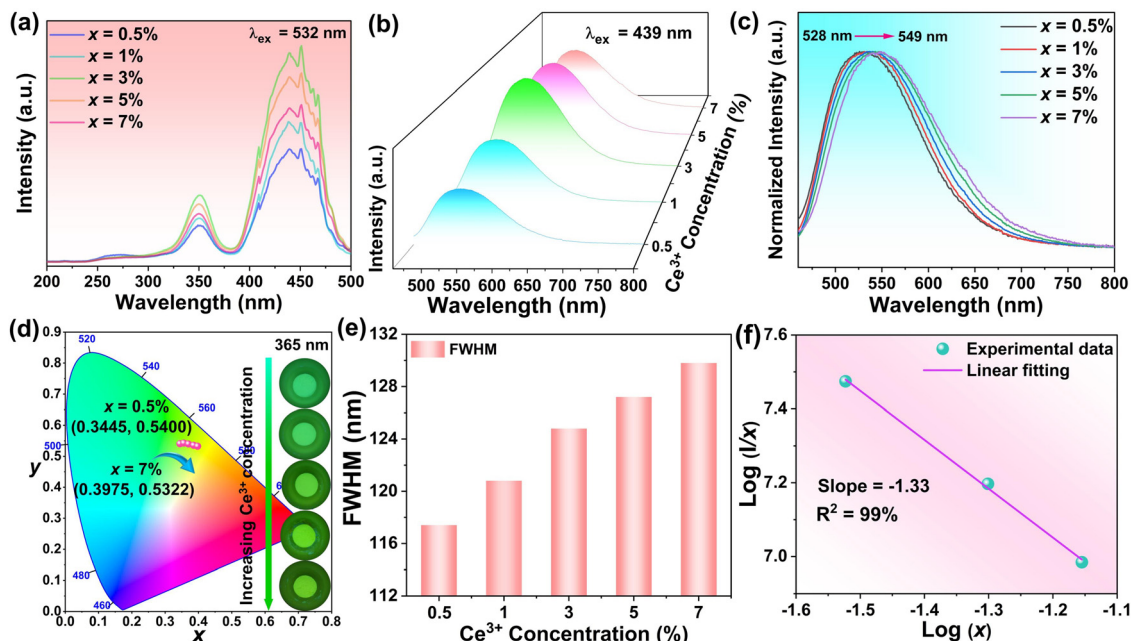 (a)
x = 0.5%
x = 1%
x = 3%
x = 5%
x = 7%
λex = 532 nm
Intensity (a.u.)
200 250 300 350 400 450 500
Wavelength (nm)
(b)
λex = 439 nm
Intensity (a.u.)
500 550 600 650 700 750 800
Wavelength (nm)
0.5
1
3
5
7
Ce3+ Concentration (%)
(c)
528 nm 549 nm
x = 0.5%
x = 1%
x = 3%
x = 5%
x = 7%
Normalized Intensity (a.u.)
500 550 600 650 700 750 800
Wavelength (nm)
(d)
0.9
0.8
0.7
0.6
0.5
0.4
0.3
0.2
0.1
0.0
y
520
540
560
500
480
460
x = 0.5%
(0.3445, 0.5400)
x = 7%
(0.3975, 0.5322)
365 nm
Increasing Ce3+ concentration
0.0 0.1 0.2 0.3 0.4 0.5 0.6 0.7 0.8
x
(e)
FWHM
132
128
124
120
116
112
FWHM (nm)
0.5 1 3 5 7
Ce3+ Concentration (%)
(f)
Experimental data
Linear fitting
7.6
7.4
7.2
7.0
Log (I/x)
Slope = -1.33
R2 = 99%
-1.6 -1.5 -1.4 -1.3 -1.2 -1.1
Log (x)